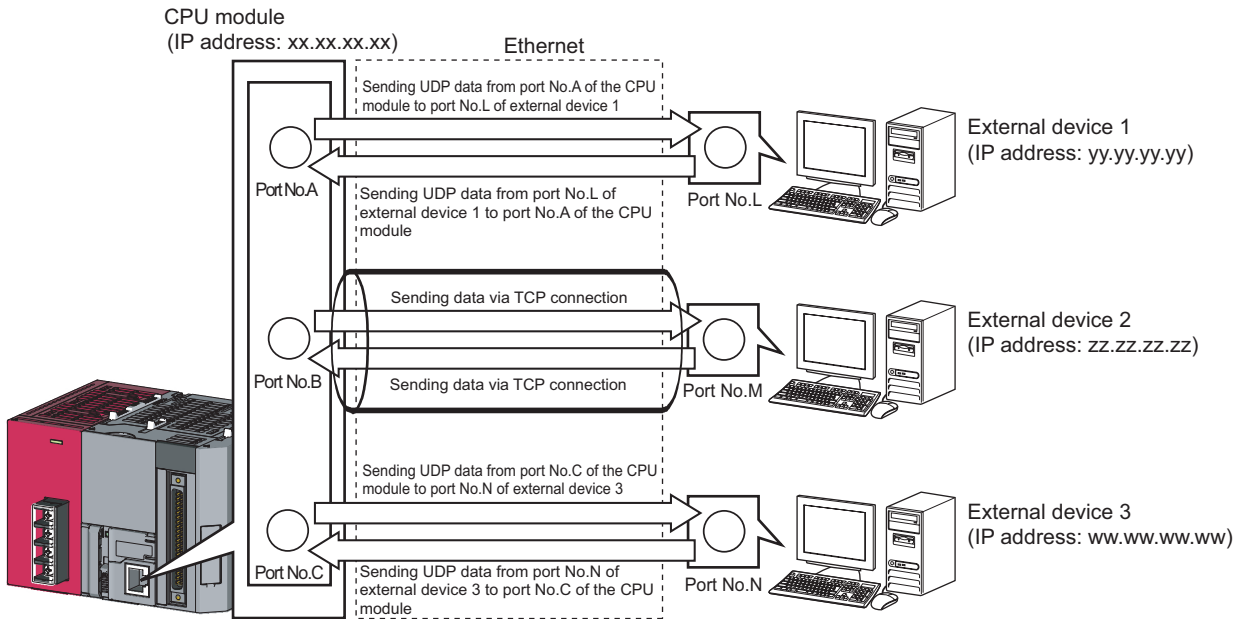 CPU module
(IP address: xx.xx.xx.xx)
Ethernet
Sending UDP data from port No.A of the CPU
module to port No.L of external device 1
PortNo.A
Sending UDP data from port No.L of
external device 1 to port No.A of the CPU
module
Port No.L
External device 1
(IP address: yy.yy.yy.yy)
Sending data via TCP connection
Port No.B
Sending data via TCP connection
Port No.M
External device 2
(IP address: zz.zz.zz.zz)
Sending UDP data from port No.C of the CPU
module to port No.N of external device 3
Port No.C
Sending UDP data from port No.N of
external device 3 to port No.C of the CPU
module
Port No.N
External device 3
(IP address: ww.ww.ww.ww)